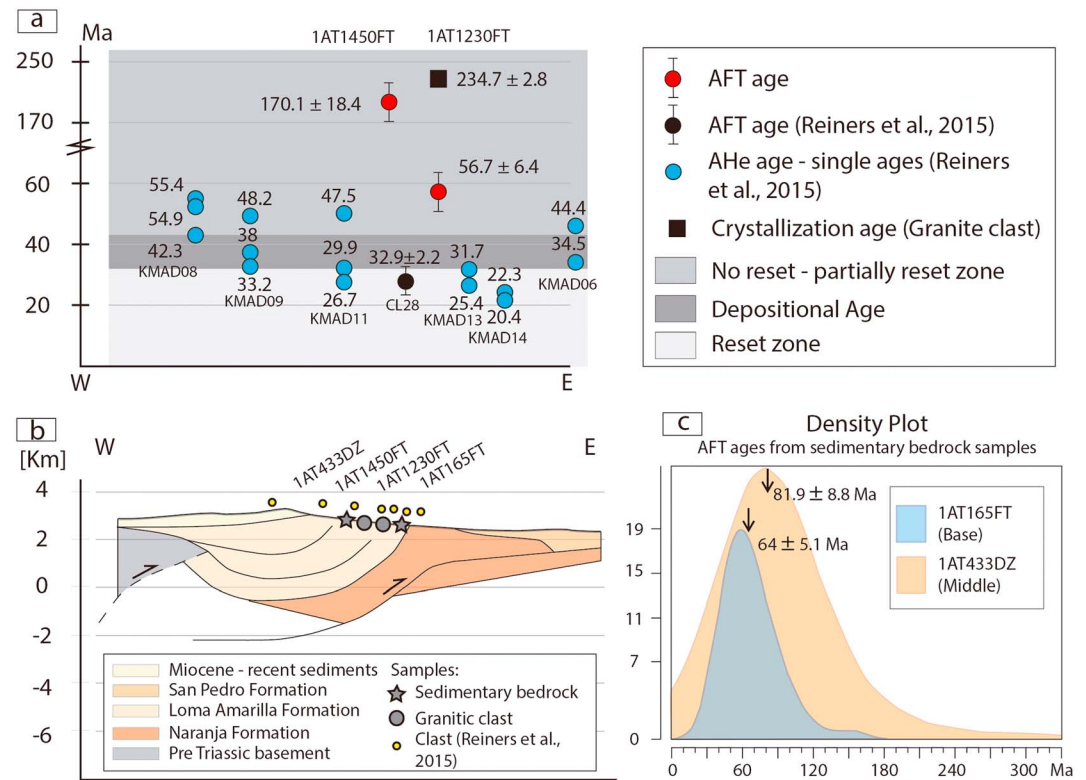 a
Ma
1AT1450FT
1AT1230FT
250
170
60
40
20
170.1 ± 18.4
234.7 ± 2.8
56.7 ± 6.4
55.4
54.9
42.3
KMAD08
48.2
38
33.2
KMAD09
47.5
29.9
26.7
KMAD11
32.9±2.2
CL28
31.7
25.4
KMAD13
22.3
20.4
KMAD14
44.4
34.5
KMAD06
W
E
AFT age
AFT age (Reiners et al., 2015)
AHe age - single ages (Reiners
et al., 2015)
Crystallization age (Granite clast)
No reset - partially reset zone
Depositional Age
Reset zone
b
[Km]
W
E
1AT433DZ
1AT1450FT
1AT1230FT
1AT165FT
4
2
0
-2
-4
-6
Miocene - recent sediments
San Pedro Formation
Loma Amarilla Formation
Naranja Formation
Pre Triassic basement
Samples:
Sedimentary bedrock
Granitic clast
Clast (Reiners et al.,
2015)
c
Density Plot
AFT ages from sedimentary bedrock samples
81.9 ± 8.8 Ma
64 ± 5.1 Ma
1AT165FT
(Base)
1AT433DZ
(Middle)
19
15
11
7
0
0
60
120
180
240
300
Ma